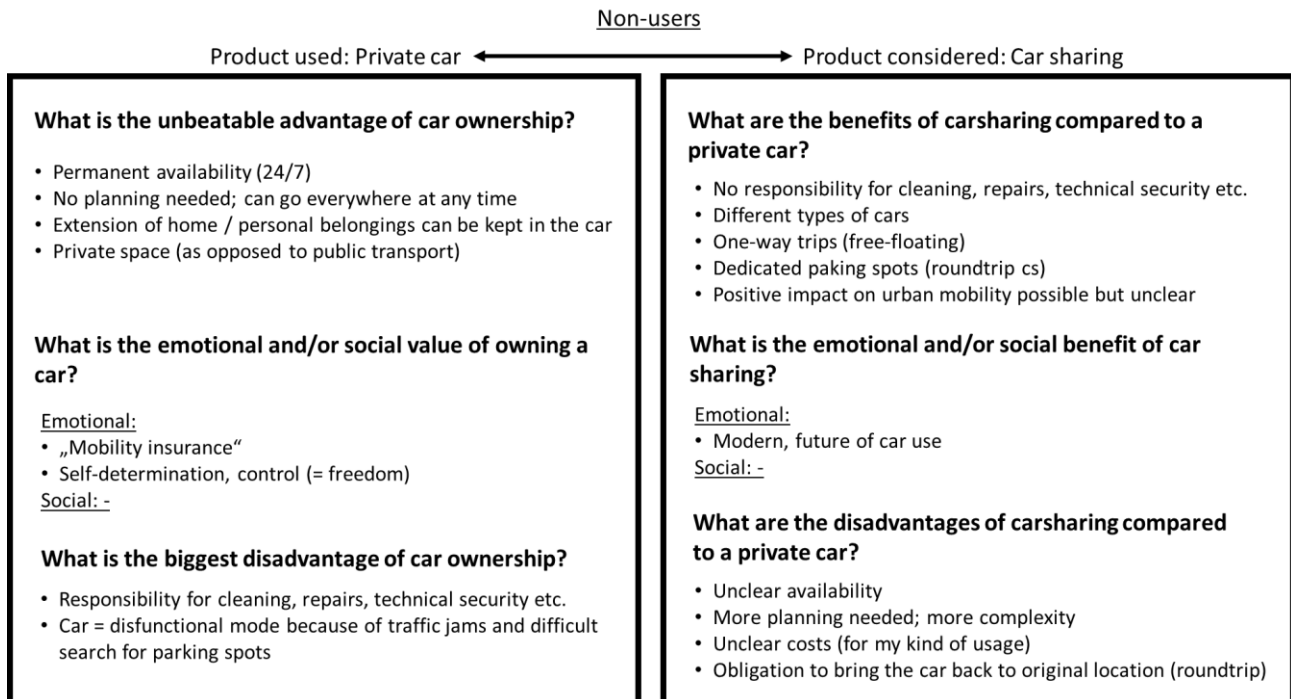 Non-users
Product used: Private car
Product considered: Car sharing
What is the unbeatable advantage of car ownership?
• Permanent availability (24/7)
• No planning needed; can go everywhere at any time
• Extension of home / personal belongings can be kept in the car
• Private space (as opposed to public transport)
What is the emotional and/or social value of owning a
car?
Emotional:
• „Mobility insurance“
• Self-determination, control (= freedom)
Social: -
What is the biggest disadvantage of car ownership?
• Responsibility for cleaning, repairs, technical security etc.
• Car = disfunctional mode because of traffic jams and difficult
search for parking spots
What are the benefits of carsharing compared to a
private car?
• No responsibility for cleaning, repairs, technical security etc.
• Different types of cars
• One-way trips (free-floating)
• Dedicated paking spots (roundtrip cs)
• Positive impact on urban mobility possible but unclear
What is the emotional and/or social benefit of car
sharing?
Emotional:
• Modern, future of car use
Social: -
What are the disadvantages of carsharing compared
to a private car?
• Unclear availability
• More planning needed; more complexity
• Unclear costs (for my kind of usage)
• Obligation to bring the car back to original location (roundtrip)